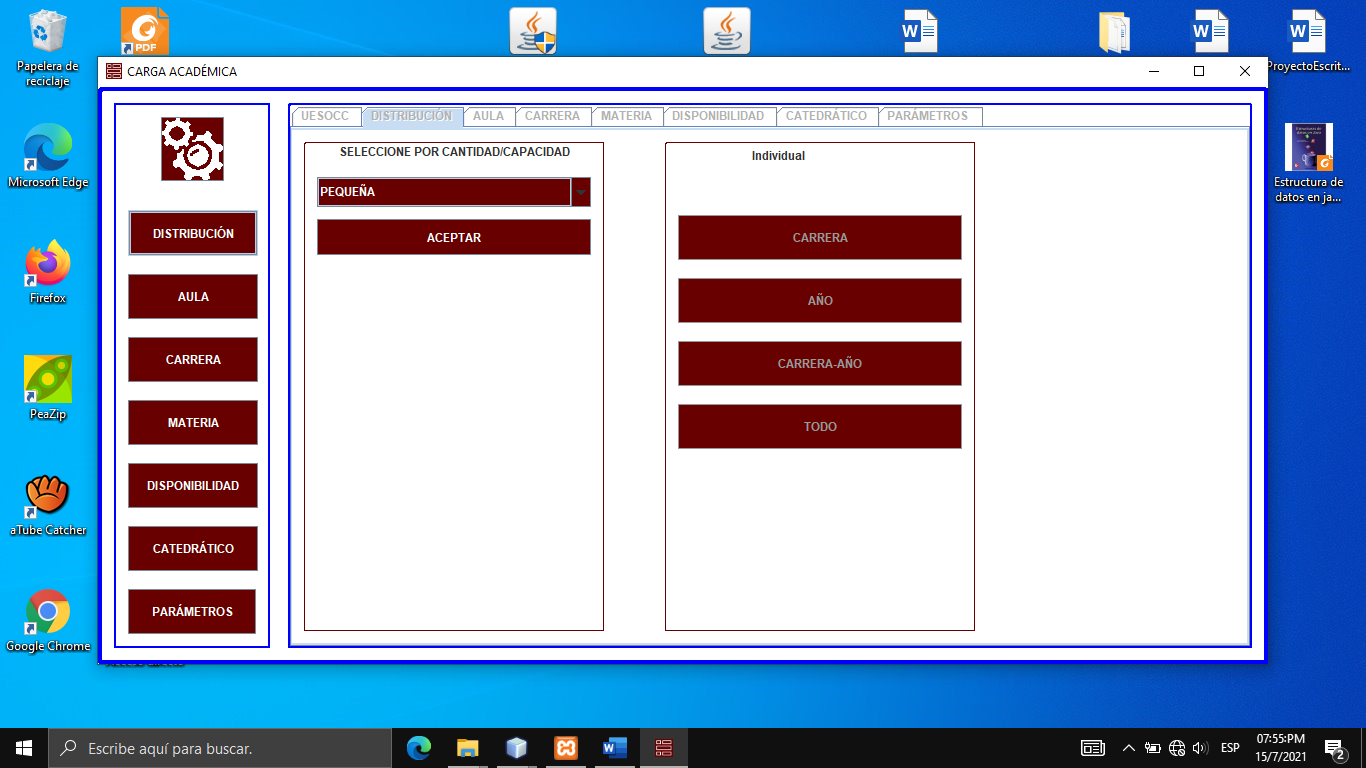 Papelera de
reciclaje
PDF
ProyectoEscrit...
CARGA ACADÉMICA
UESOCC
DISTRIBUCIÓN
AULA
CARRERA
MATERIA
DISPONIBILIDAD
CATEDRÁTICO
PARÁMETROS
SELECCIONE POR CANTIDAD/CAPACIDAD
PEQUEÑA
ACEPTAR
Individual
CARRERA
AÑO
CARRERA-AÑO
TODO
DISTRIBUCIÓN
AULA
CARRERA
MATERIA
DISPONIBILIDAD
CATEDRÁTICO
PARÁMETROS
Microsoft Edge
Firefox
PeaZip
aTube Catcher
Google Chrome
Estructura de
datos en ja...
Escribe aquí para buscar.
ESP
07:55:PM
15/7/2021
2